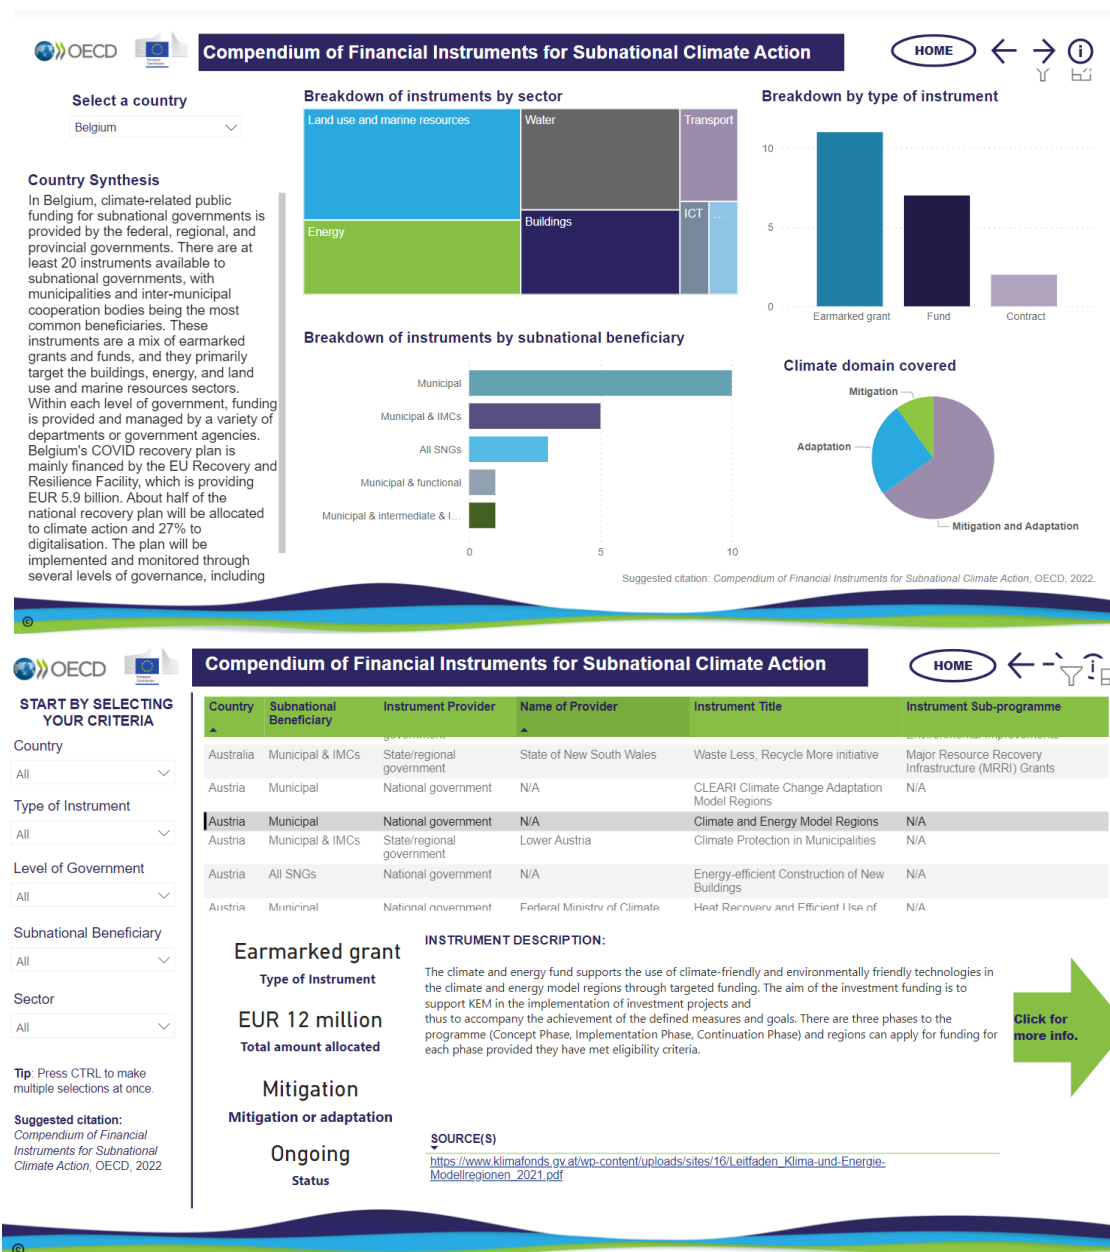 OECD
European Commission
Compendium of Financial Instruments for Subnational Climate Action
HOME
Select a country
Belgium
Country Synthesis
In Belgium, climate-related public
funding for subnational governments is
provided by the federal, regional, and
provincial governments. There are at
least 20 instruments available to
subnational governments, with
municipalities and inter-municipal
cooperation bodies being the most
common beneficiaries. These
instruments are a mix of earmarked
grants and funds, and they primarily
target the buildings, energy, and land
use and marine resources sectors.
Within each level of government, funding
is provided and managed by a variety of
departments or government agencies.
Belgium's COVID recovery plan is
mainly financed by the EU Recovery and
Resilience Facility, which is providing
EUR 5.9 billion. About half of the
national recovery plan will be allocated
to climate action and 27% to
digitalisation. The plan will be
implemented and monitored through
several levels of governance, including
Breakdown of instruments by sector
Land use and marine resources
Water
Transport
Energy
Buildings
ICT
...
Breakdown by type of instrument
10
5
0
Earmarked grant
Fund
Contract
Breakdown of instruments by subnational beneficiary
Municipal
Municipal & IMCs
All SNGs
Municipal & functional
Municipal & intermediate & I...
0
5
10
Climate domain covered
Mitigation
Adaptation
Mitigation and Adaptation
Suggested citation: Compendium of Financial Instruments for Subnational Climate Action, OECD, 2022.
©
OECD
European Commission
Compendium of Financial Instruments for Subnational Climate Action
HOME
START BY SELECTING
YOUR CRITERIA
Country
All
Type of Instrument
All
Level of Government
All
Subnational Beneficiary
All
Sector
All
Tip: Press CTRL to make
multiple selections at once.
Suggested citation:
Compendium of Financial
Instruments for Subnational
Climate Action, OECD, 2022
Country Subnational Beneficiary Instrument Provider Name of Provider Instrument Title Instrument Sub-programme
government Environmental Improvements
Australia Municipal & IMCs State/regional government State of New South Wales Waste Less, Recycle More initiative Major Resource Recovery Infrastructure (MRRI) Grants
Austria Municipal National government N/A CLEAR! Climate Change Adaptation Model Regions N/A
Austria Municipal National government N/A Climate and Energy Model Regions N/A
Austria Municipal & IMCs State/regional government Lower Austria Climate Protection in Municipalities N/A
Austria All SNGs National government N/A Energy-efficient Construction of New Buildings N/A
Austria Municipal National government Federal Ministry of Climate Heat Recovery and Efficient Use of N/A
Earmarked grant
Type of Instrument
EUR 12 million
Total amount allocated
Mitigation
Mitigation or adaptation
Ongoing
Status
INSTRUMENT DESCRIPTION:
The climate and energy fund supports the use of climate-friendly and environmentally friendly technologies in
the climate and energy model regions through targeted funding. The aim of the investment funding is to
support KEM in the implementation of investment projects and
thus to accompany the achievement of the defined measures and goals. There are three phases to the
programme (Concept Phase, Implementation Phase, Continuation Phase) and regions can apply for funding for
each phase provided they have met eligibility criteria.
Click for
more info.
SOURCE(S)
https://www.klimafonds.gv.at/wp-content/uploads/sites/16/Leitfaden_Klima-und-Energie-
Modellregionen_2021.pdf
©